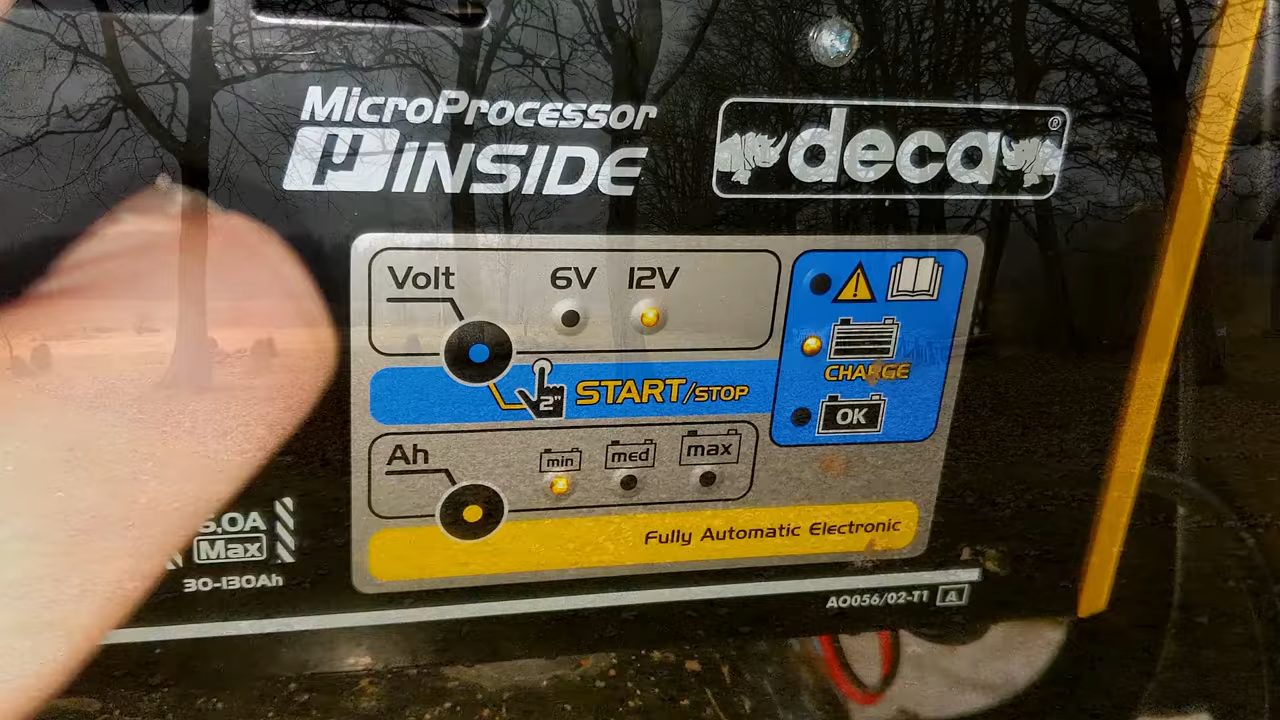 MicroProcessor
µ INSIDE
deca®
Volt
6V
12V
START/STOP
2"
CHARGE
OK
Ah
min
med
max
Fully Automatic Electronic
Max
30-130Ah
AO056/02-T1 A